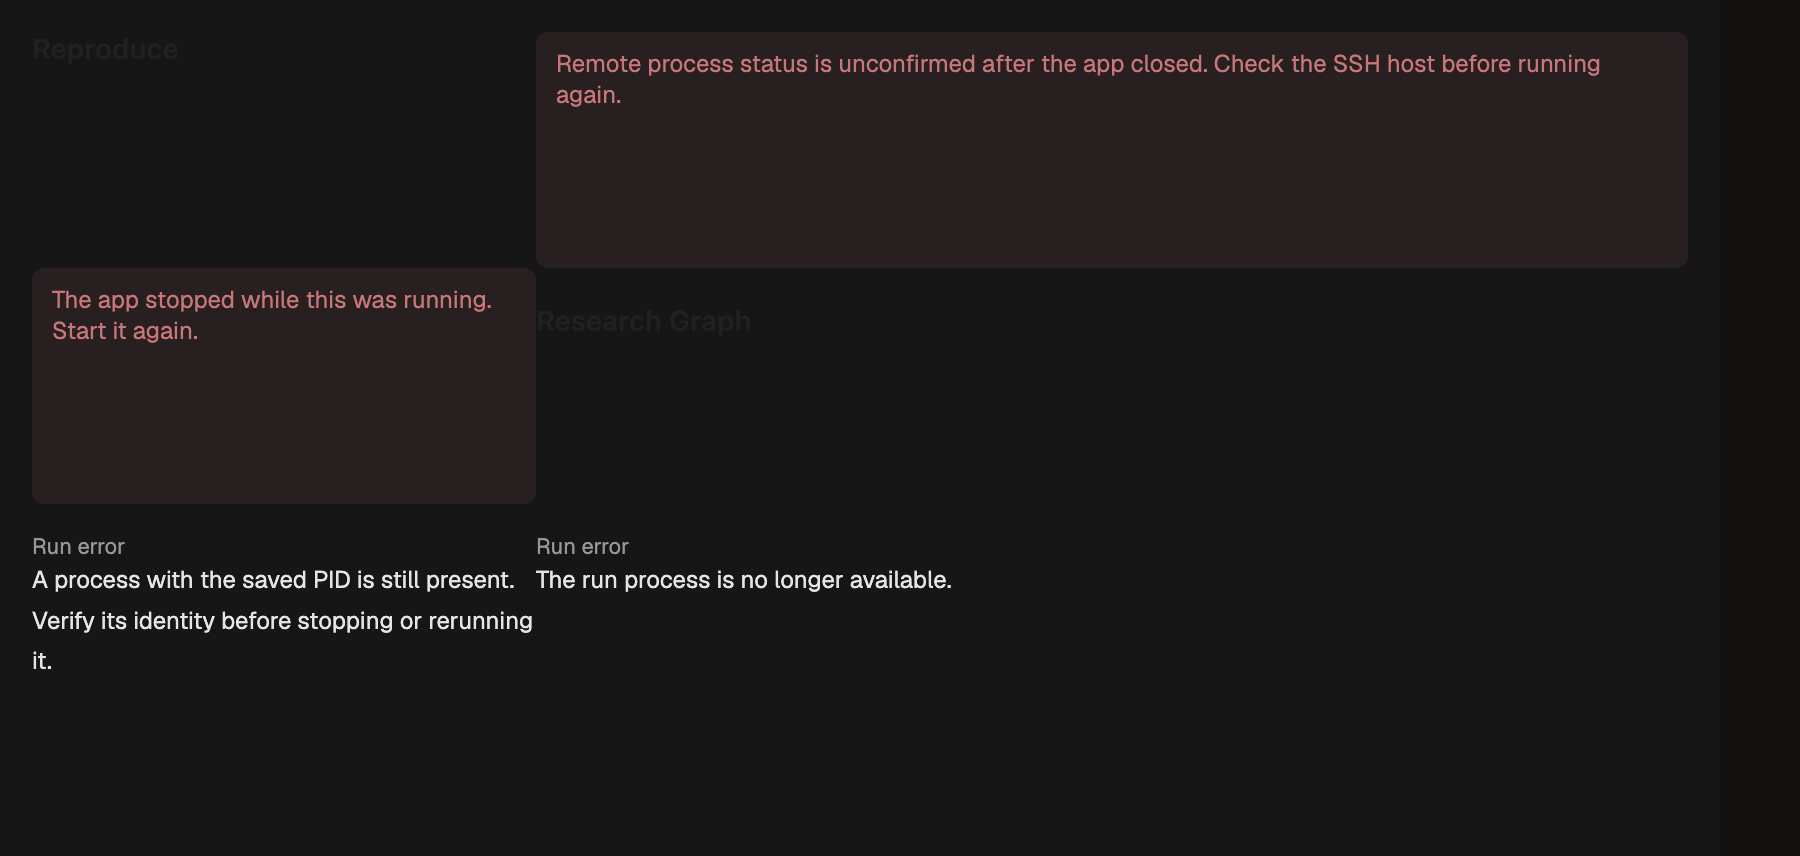 Reproduce
Remote process status is unconfirmed after the app closed. Check the SSH host before running
again.
The app stopped while this was running.
Start it again.
Research Graph
Run error
A process with the saved PID is still present.
Verify its identity before stopping or rerunning
it.
Run error
The run process is no longer available.